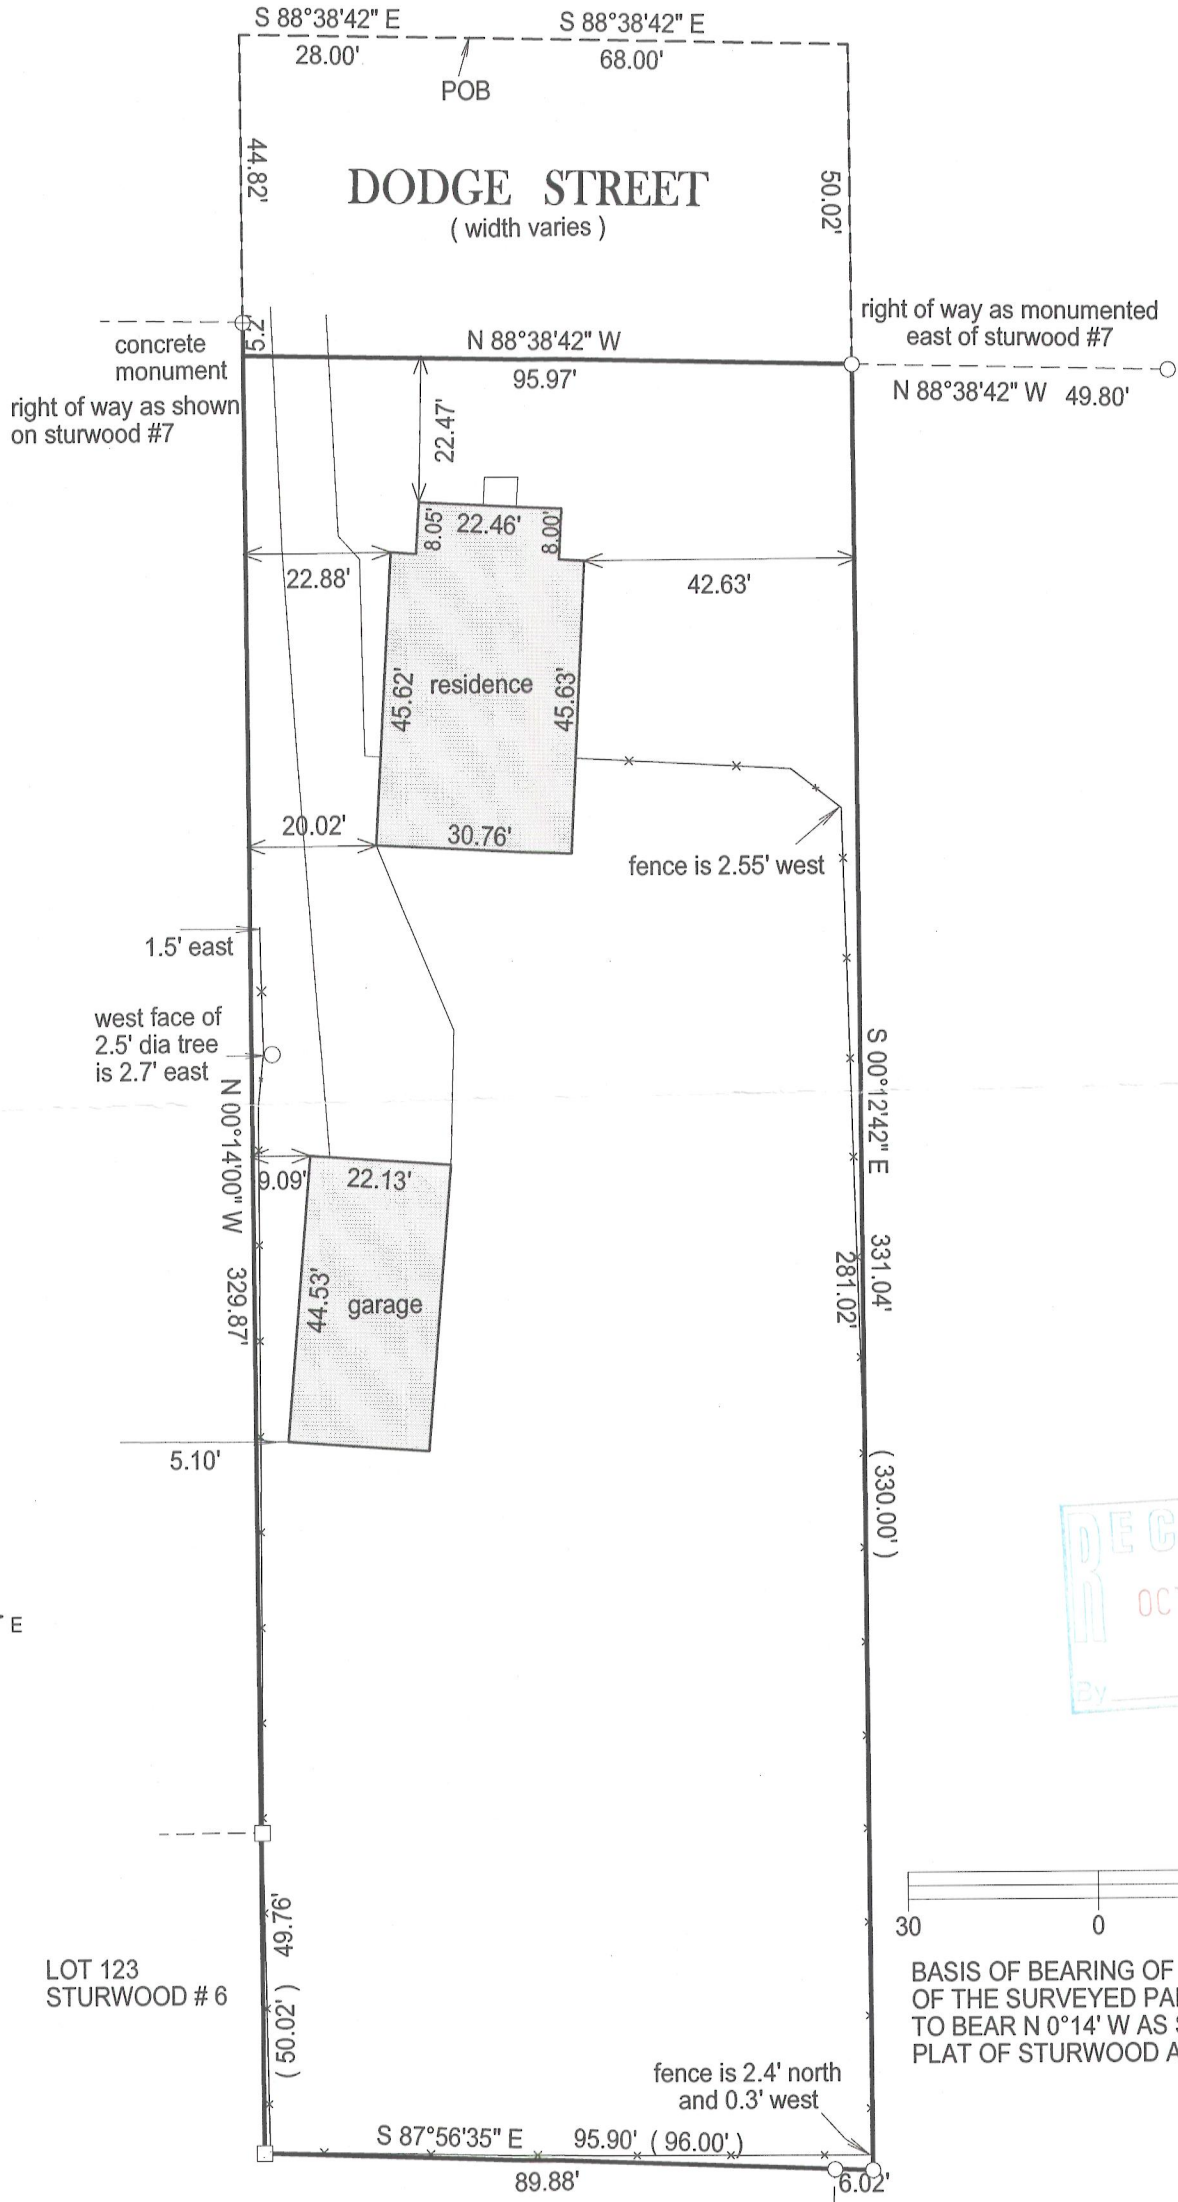 S 88°38'42" E
S 88°38'42" E
28.00'
68.00'
POB
44.82'
50.02'
DODGE STREET
( width varies )
right of way as monumented
east of sturwood #7
5.2'
N 88°38'42" W
95.97'
N 88°38'42" W 49.80'
concrete
monument
right of way as shown
on sturwood #7
22.47'
8.05'
22.46'
8.00'
22.88'
42.63'
45.62'
residence
45.63'
20.02'
30.76'
fence is 2.55' west
1.5' east
west face of
2.5' dia tree
is 2.7' east
N 00°14'00" W 329.87'
S 00°12'42" E 331.04'
281.02'
( 330.00' )
9.09'
22.13'
44.53'
garage
5.10'
E
OC
By
30
0
( 50.02' ) 49.76'
LOT 123
STURWOOD # 6
BASIS OF BEARING OF
OF THE SURVEYED
TO BEAR N 0°14' W AS
PLAT OF STURWOOD A
fence is 2.4' north
and 0.3' west
S 87°56'35" E 95.90' ( 96.00' )
89.88'
6.02'